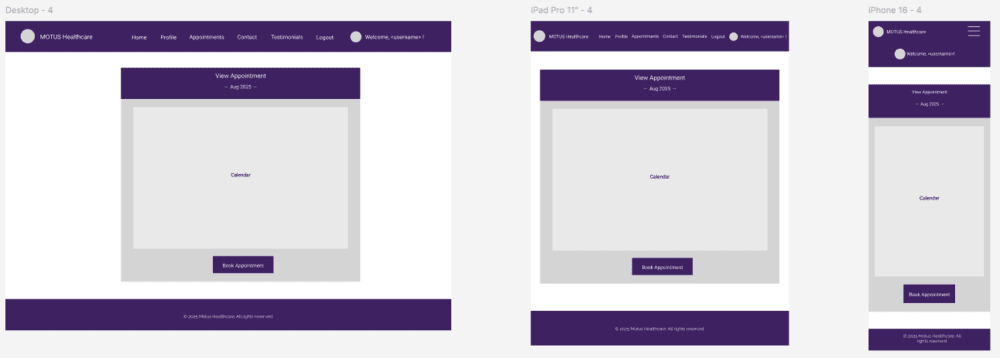 Desktop - 4
MOTUS Healthcare
Home
Profile
Appointments
Contact
Testimonials
Logout
Welcome, <username> !
View Appointment
← Aug 2025 →
Calendar
Book Appointment
© 2025 Motus Healthcare. All rights reserved.
iPad Pro 11" - 4
MOTUS Healthcare
Home
Profile
Appointments
Contact
Testimonials
Logout
Welcome, <username> !
View Appointment
← Aug 2025 →
Calendar
Book Appointment
© 2025 Motus Healthcare. All rights reserved.
iPhone 16 - 4
MOTUS Healthcare
Welcome, <username> !
View Appointment
← Aug 2025 →
Calendar
Book Appointment
© 2025 Motus Healthcare. All
rights reserved.